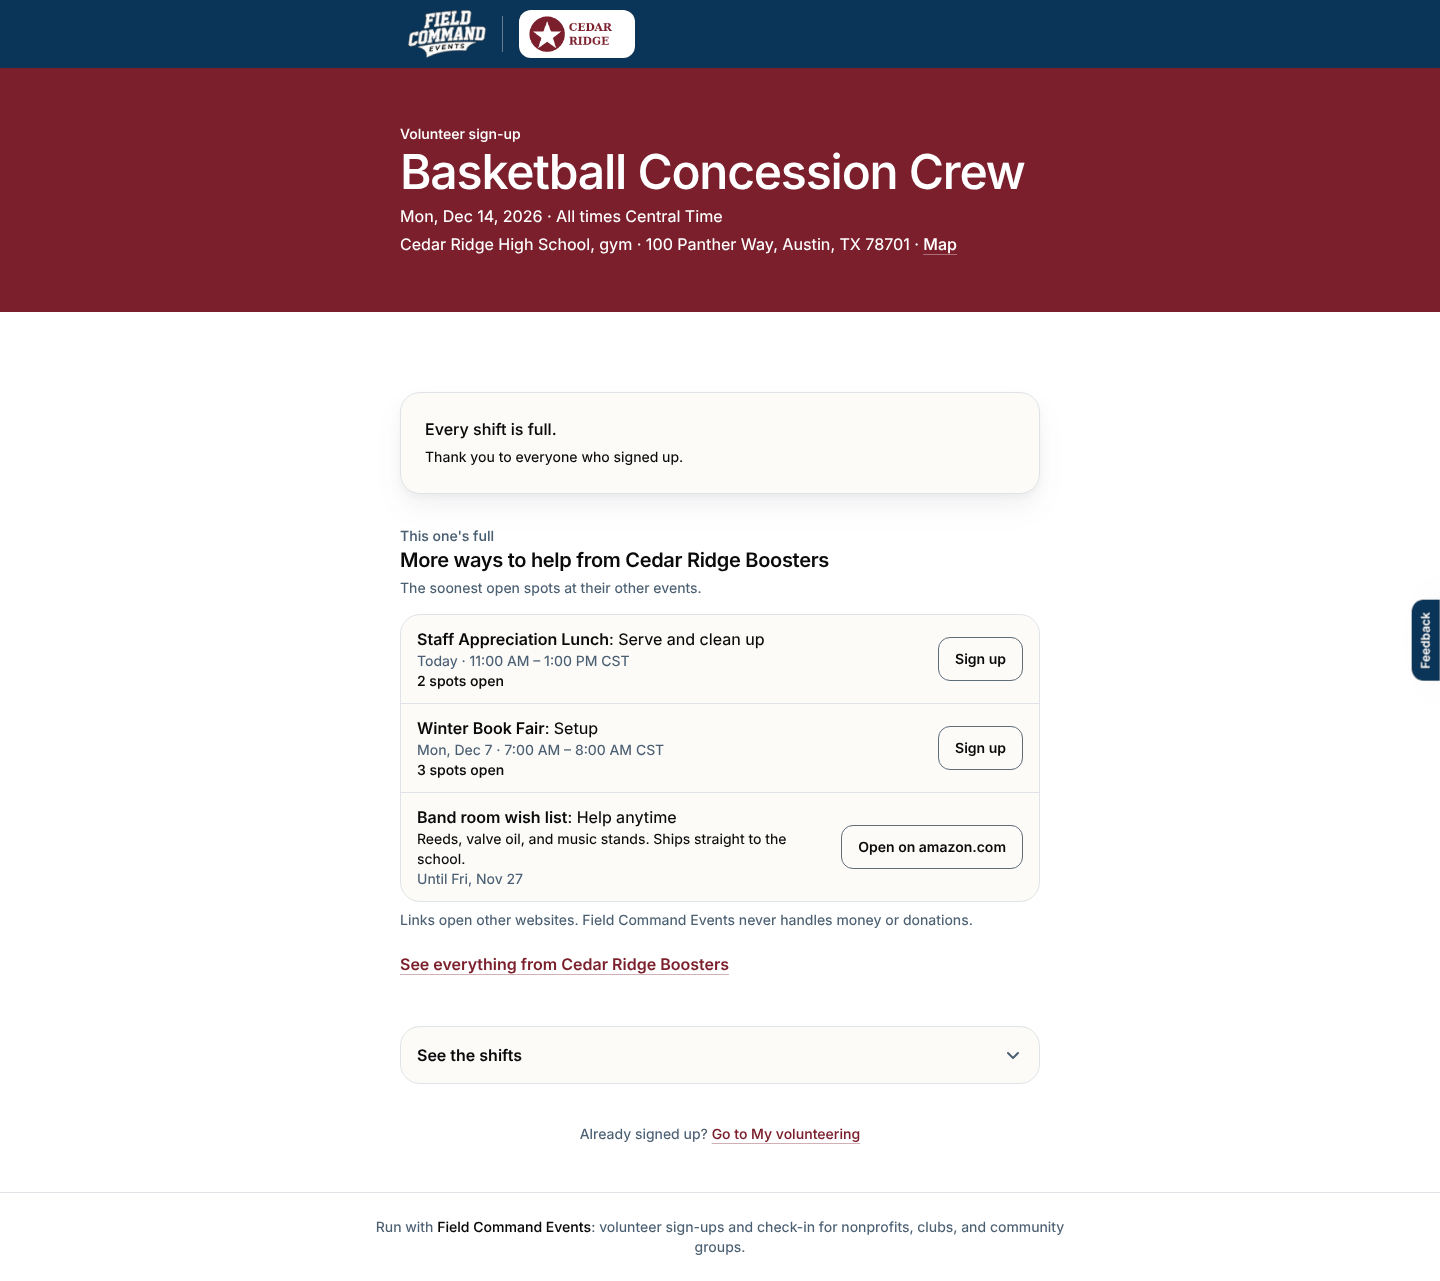 FIELD
COMMAND
EVENTS
CEDAR
RIDGE
Volunteer sign-up
Basketball Concession Crew
Mon, Dec 14, 2026 · All times Central Time
Cedar Ridge High School, gym · 100 Panther Way, Austin, TX 78701 · Map
Every shift is full.
Thank you to everyone who signed up.
This one's full
More ways to help from Cedar Ridge Boosters
The soonest open spots at their other events.
Staff Appreciation Lunch: Serve and clean up
Today · 11:00 AM – 1:00 PM CST
2 spots open
Sign up
Winter Book Fair: Setup
Mon, Dec 7 · 7:00 AM – 8:00 AM CST
3 spots open
Sign up
Band room wish list: Help anytime
Reeds, valve oil, and music stands. Ships straight to the
school.
Until Fri, Nov 27
Open on amazon.com
Links open other websites. Field Command Events never handles money or donations.
See everything from Cedar Ridge Boosters
See the shifts
Already signed up? Go to My volunteering
Run with Field Command Events: volunteer sign-ups and check-in for nonprofits, clubs, and community
groups.
Feedback